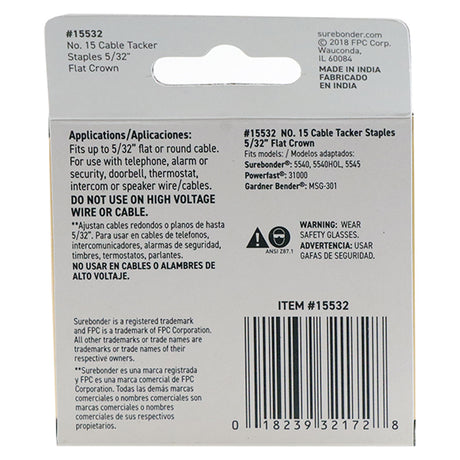 #15532
No. 15 Cable Tacker
Staples 5/32"
Flat Crown
surebonder.com
© 2018 FPC Corp.
Wauconda,
IL 60084
MADE IN INDIA
FABRICADO
EN INDIA
Applications/Aplicaciones:
Fits up to 5/32" flat or round cable.
For use with telephone, alarm or
security, doorbell, thermostat,
intercom or speaker wire/cables.
DO NOT USE ON HIGH VOLTAGE
WIRE OR CABLE.
**Ajustan cables redondos o planos de hasta
5/32". Para usar en cables de telefonos,
intercomunicadores, alarmas de seguridad,
timbres, termostatos, parlantes.
NO USAR EN CABLES O ALAMBRES DE
ALTO VOLTAJE.
#15532 NO. 15 Cable Tacker Staples
5/32" Flat Crown
Fits models: / Modelos adaptados:
Surebonder®: 5540, 5540HOL, 5545
Powerfast®: 31000
Gardner Bender®: MSG-301
ANSI Z87.1
WARNING: WEAR
SAFETY GLASSES.
ADVERTENCIA: USAR
GAFAS DE SEGURIDAD.
Surebonder is a registered trademark
and FPC is a trademark of FPC Corporation.
All other trademarks or trade names are
trademarks or trade names of their
respective owners.
**Surebonder es una marca registrada
y FPC es una marca comercial de FPC
Corporation. Todas las demás marcas
comerciales o nombres comerciales
son marcas comerciales o nombres
comerciales de sus respectivos
propietarios.
ITEM #15532
0 18239 32172 8